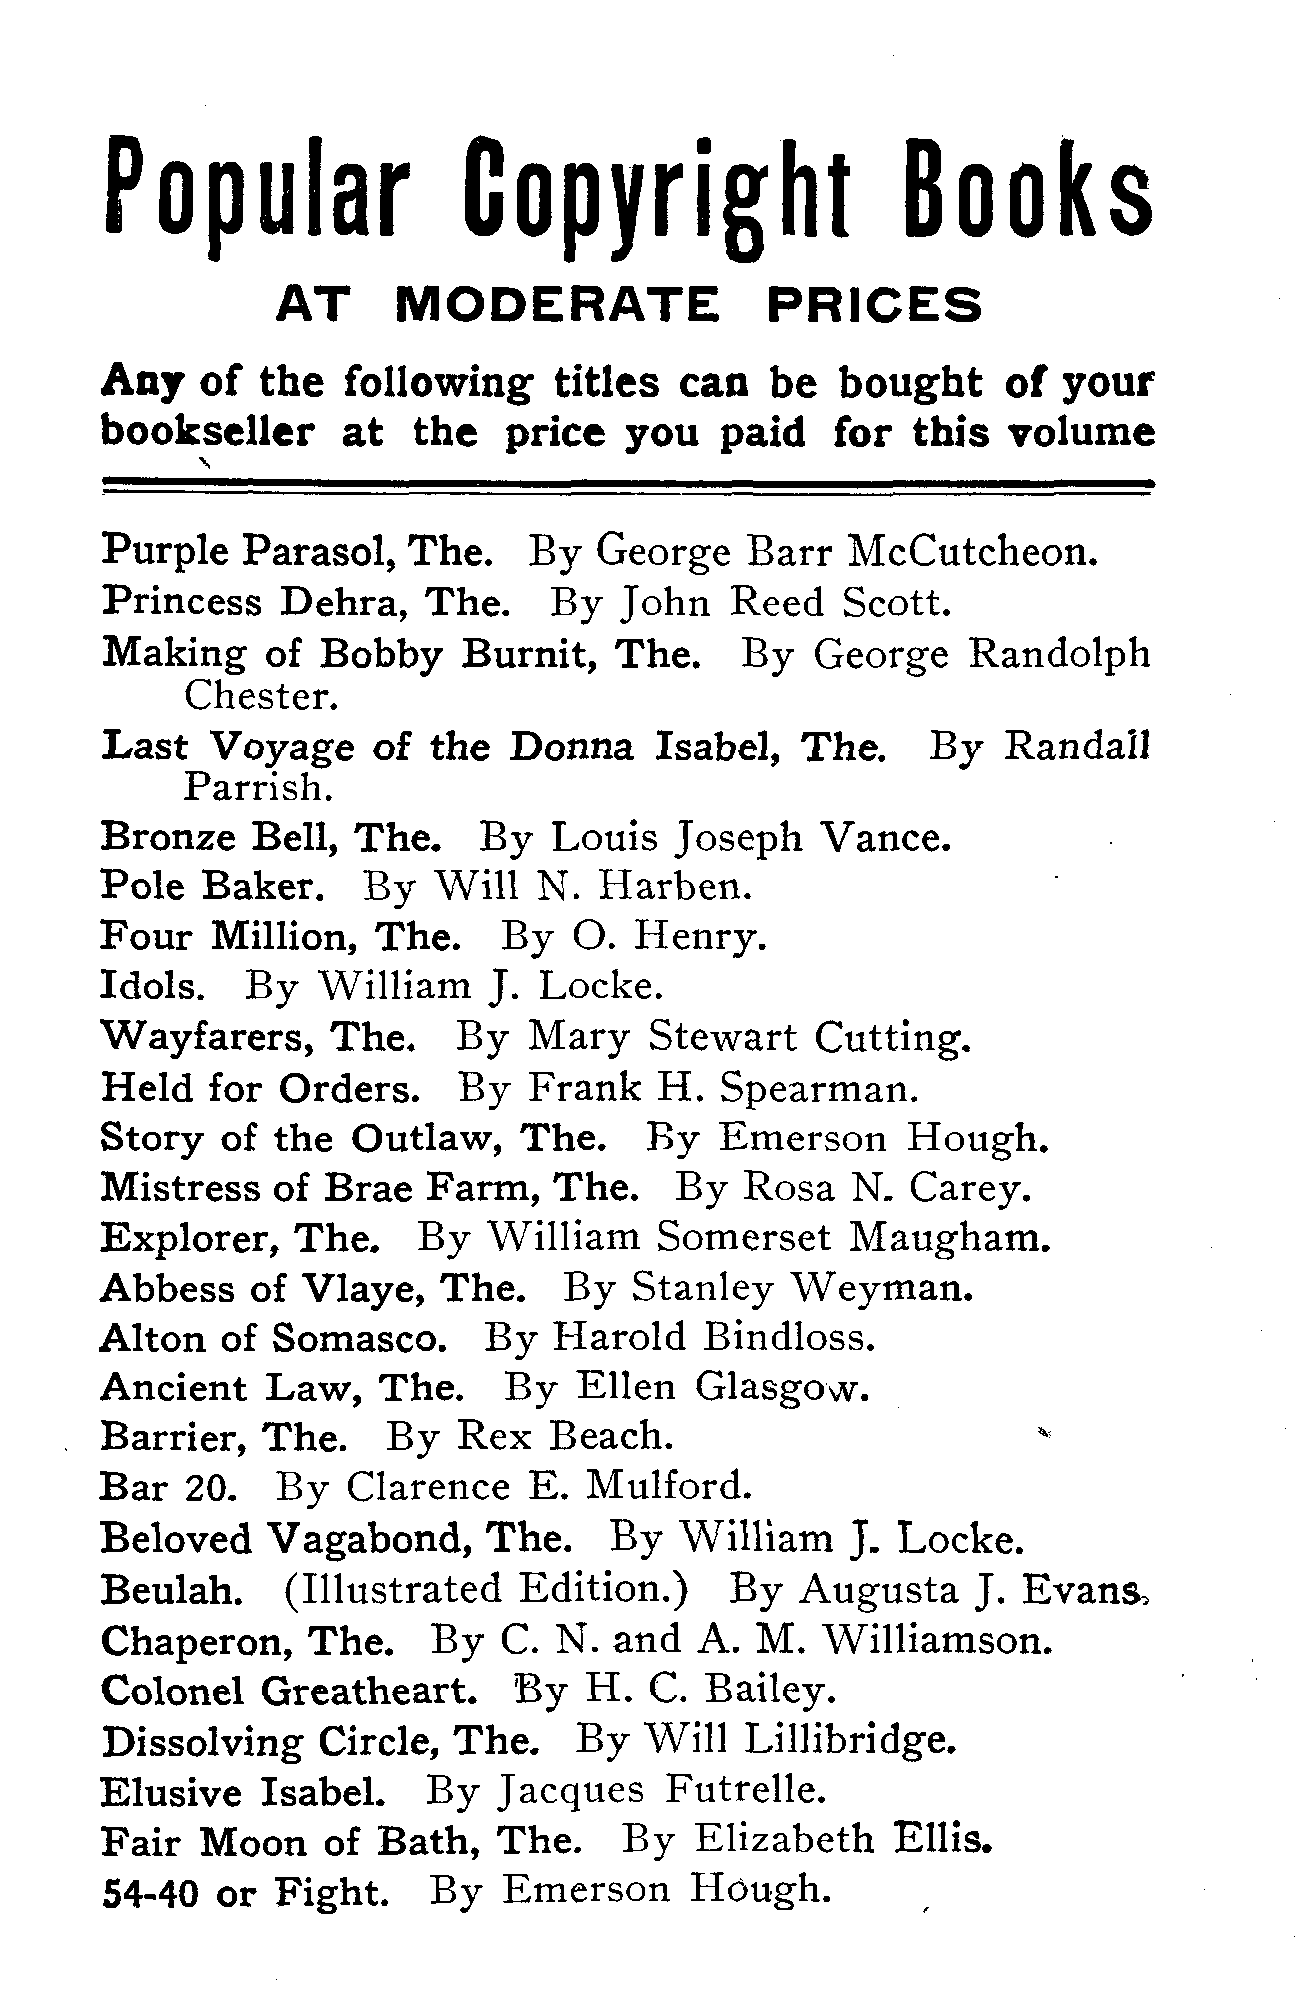 Popular Copyright Books
AT MODERATE PRICES
Any of the following titles can be bought of your
bookseller at the price you paid for this volume
Purple Parasol, The. By George Barr McCutcheon.
Princess Dehra, The. By John Reed Scott.
Making of Bobby Burnit, The. By George Randolph
Chester.
Last Voyage of the Donna Isabel, The. By Randall
Parrish.
Bronze Bell, The. By Louis Joseph Vance.
Pole Baker. By Will N. Harben.
Four Million, The. By O. Henry.
Idols. By William J. Locke.
Wayfarers, The. By Mary Stewart Cutting.
Held for Orders. By Frank H. Spearman.
Story of the Outlaw, The. By Emerson Hough.
Mistress of Brae Farm, The. By Rosa N. Carey.
Explorer, The. By William Somerset Maugham.
Abbess of Vlaye, The. By Stanley Weyman.
Alton of Somasco. By Harold Bindloss.
Ancient Law, The. By Ellen Glasgow.
Barrier, The. By Rex Beach.
Bar 20. By Clarence E. Mulford.
Beloved Vagabond, The. By William J. Locke.
Beulah. (Illustrated Edition.) By Augusta J. Evans.
Chaperon, The. By C. N. and A. M. Williamson.
Colonel Greatheart. By H. C. Bailey.
Dissolving Circle, The. By Will Lillibridge.
Elusive Isabel. By Jacques Futrelle.
Fair Moon of Bath, The. By Elizabeth Ellis.
54-40 or Fight. By Emerson Hough.